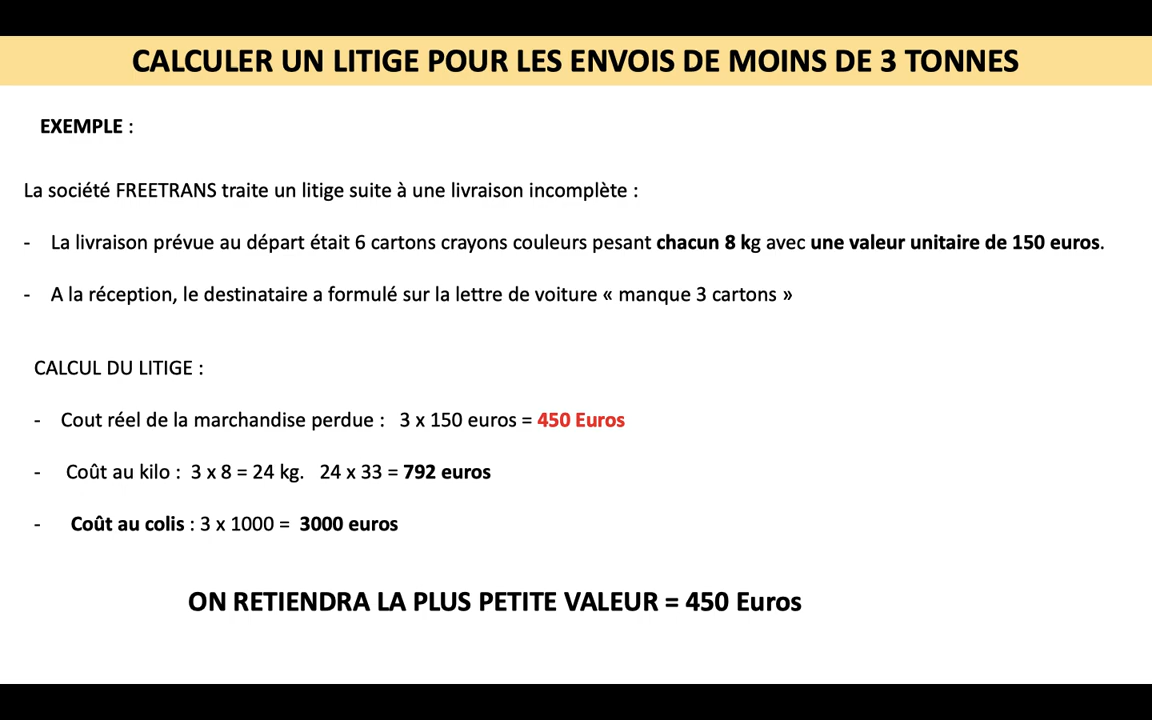 CALCULER UN LITIGE POUR LES ENVOIS DE MOINS DE 3 TONNES
EXEMPLE :
La société FREETRANS traite un litige suite à une livraison incomplète :
- La livraison prévue au départ était 6 cartons crayons couleurs pesant chacun 8 kg avec une valeur unitaire de 150 euros.
- A la réception, le destinataire a formulé sur la lettre de voiture « manque 3 cartons »
CALCUL DU LITIGE :
- Cout réel de la marchandise perdue : 3 x 150 euros = 450 Euros
- Coût au kilo : 3 x 8 = 24 kg. 24 x 33 = 792 euros
- Coût au colis : 3 x 1000 = 3000 euros
ON RETIENDRA LA PLUS PETITE VALEUR = 450 Euros